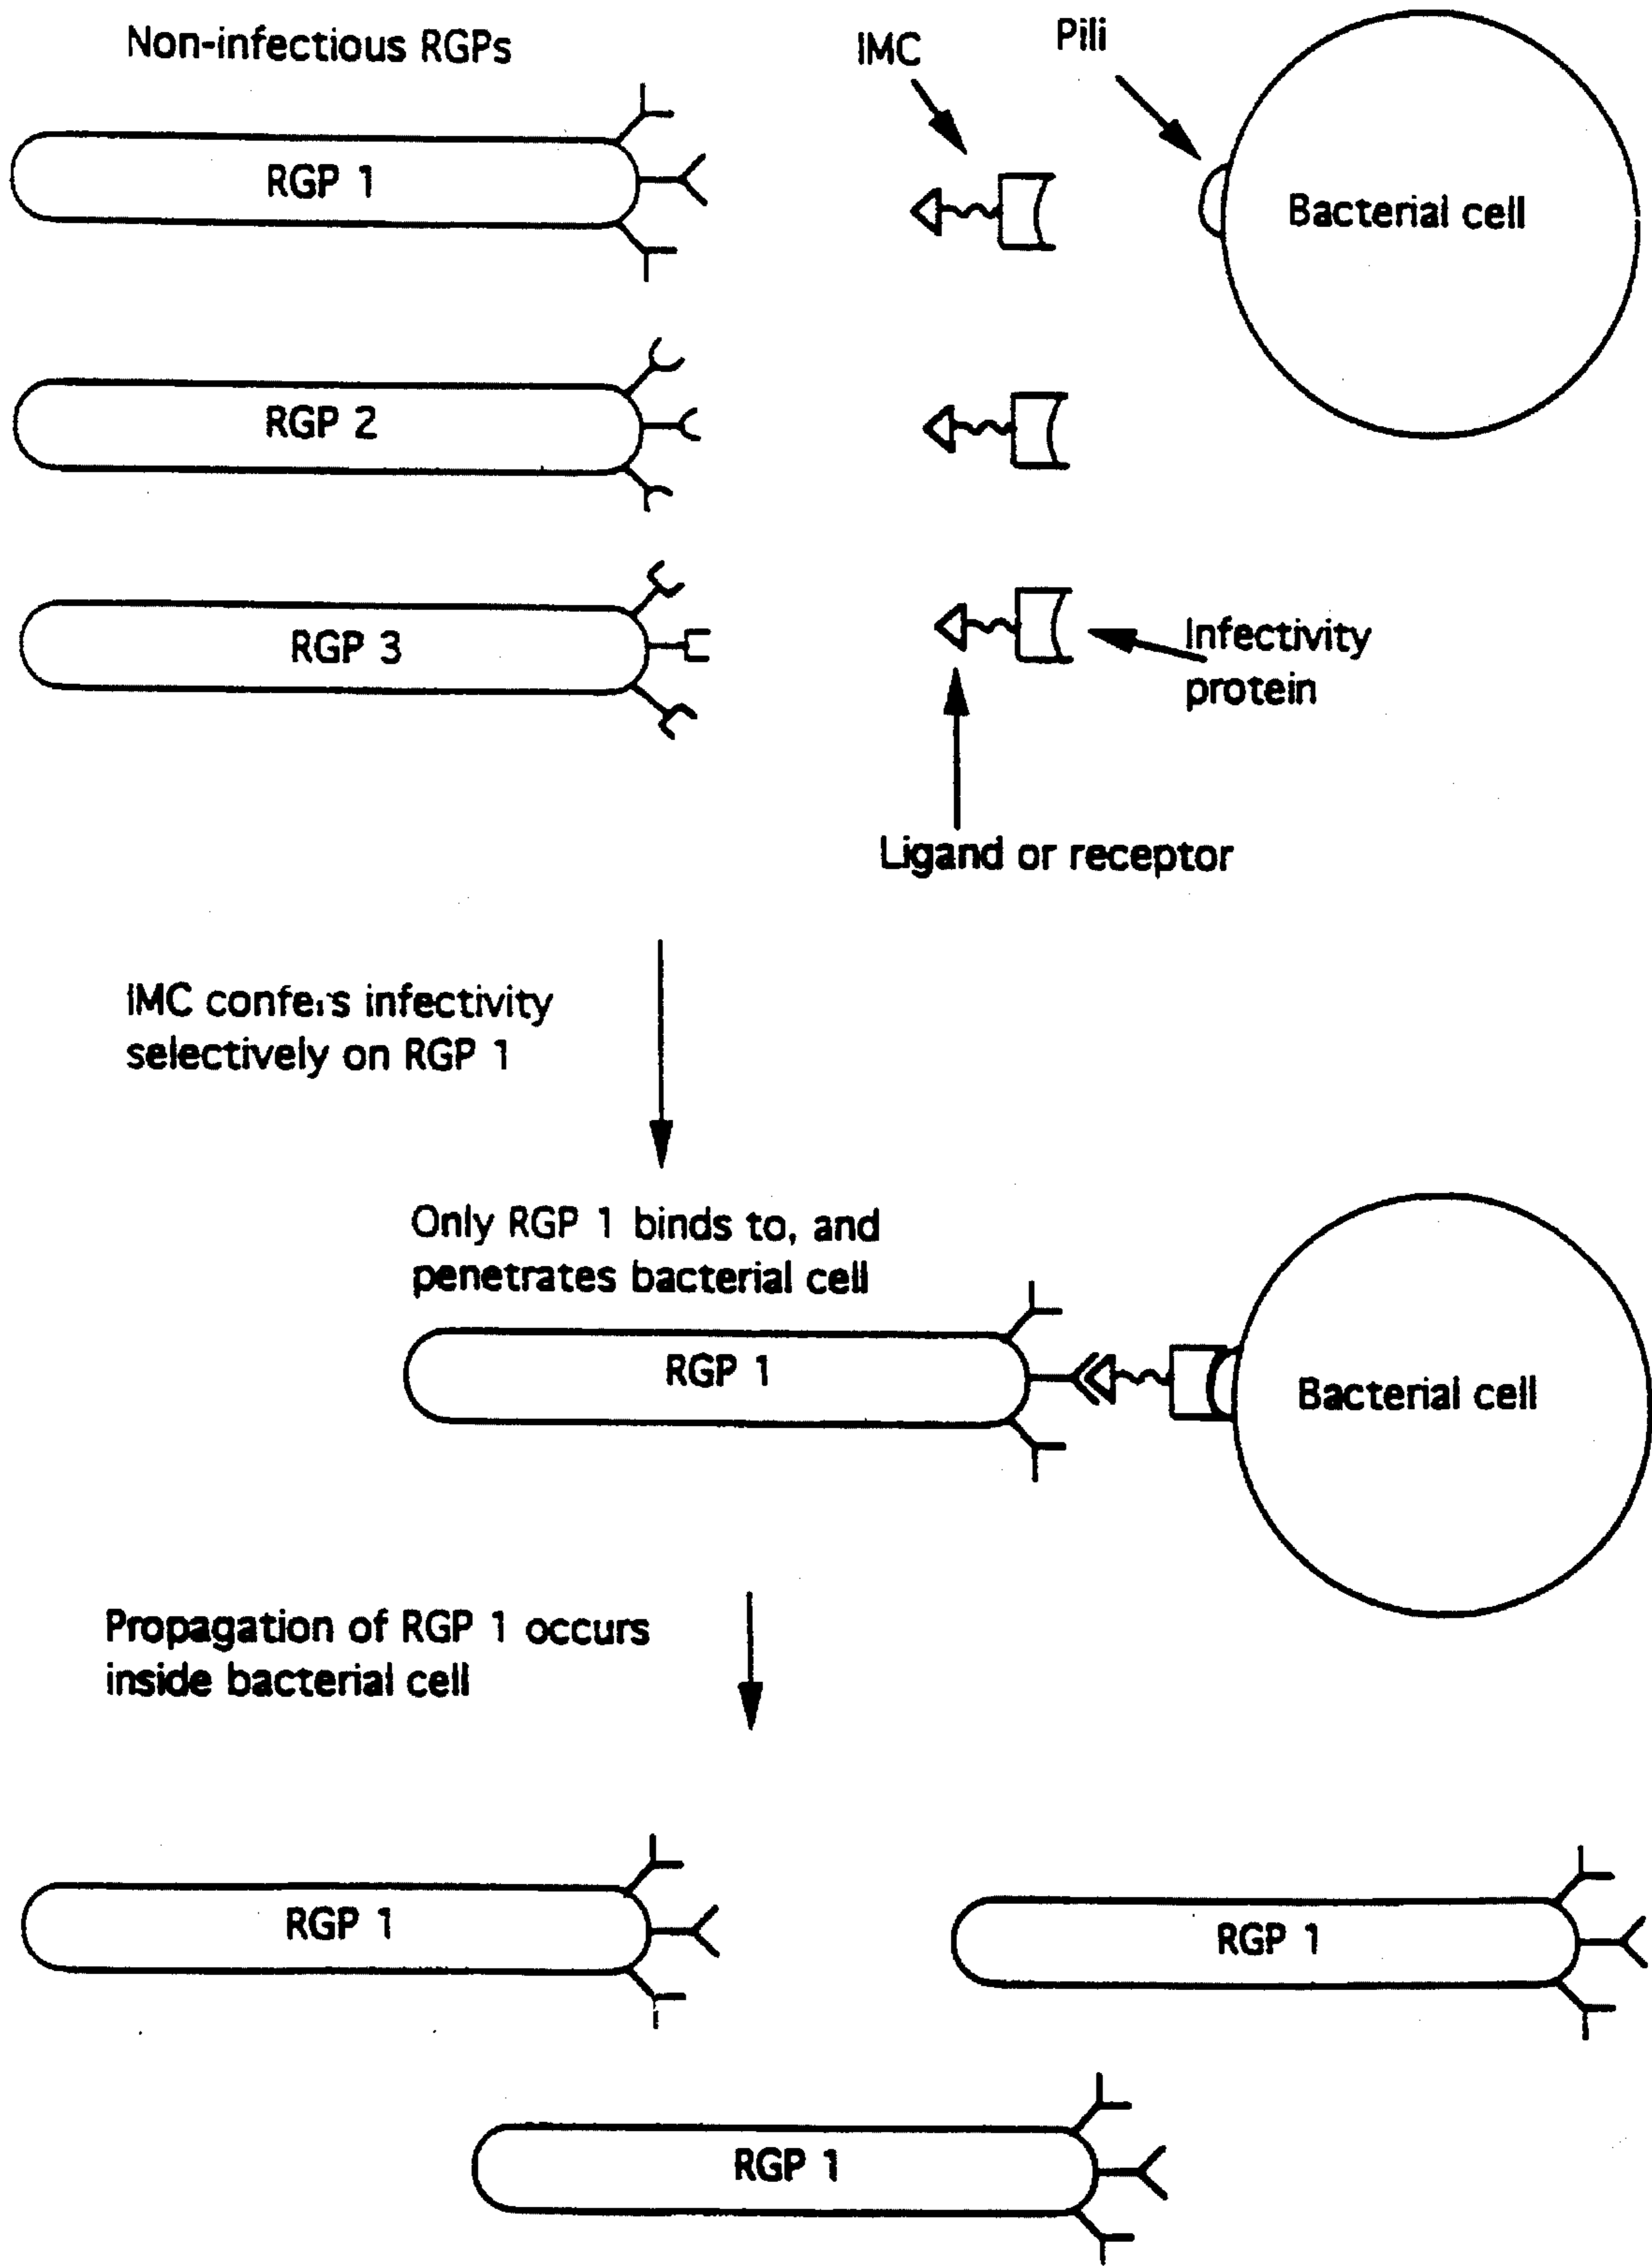 Non-infectious RGPs
IMC
Pili
RGP 1
Bacterial cell
RGP 2
RGP 3
Infectivity
protein
Ligand or receptor
IMC confers infectivity
selectively on RGP 1
Only RGP 1 binds to, and
penetrates bacterial cell
RGP 1
Bacterial cell
Propagation of RGP 1 occurs
inside bacterial cell
RGP 1
RGP 1
RGP 1